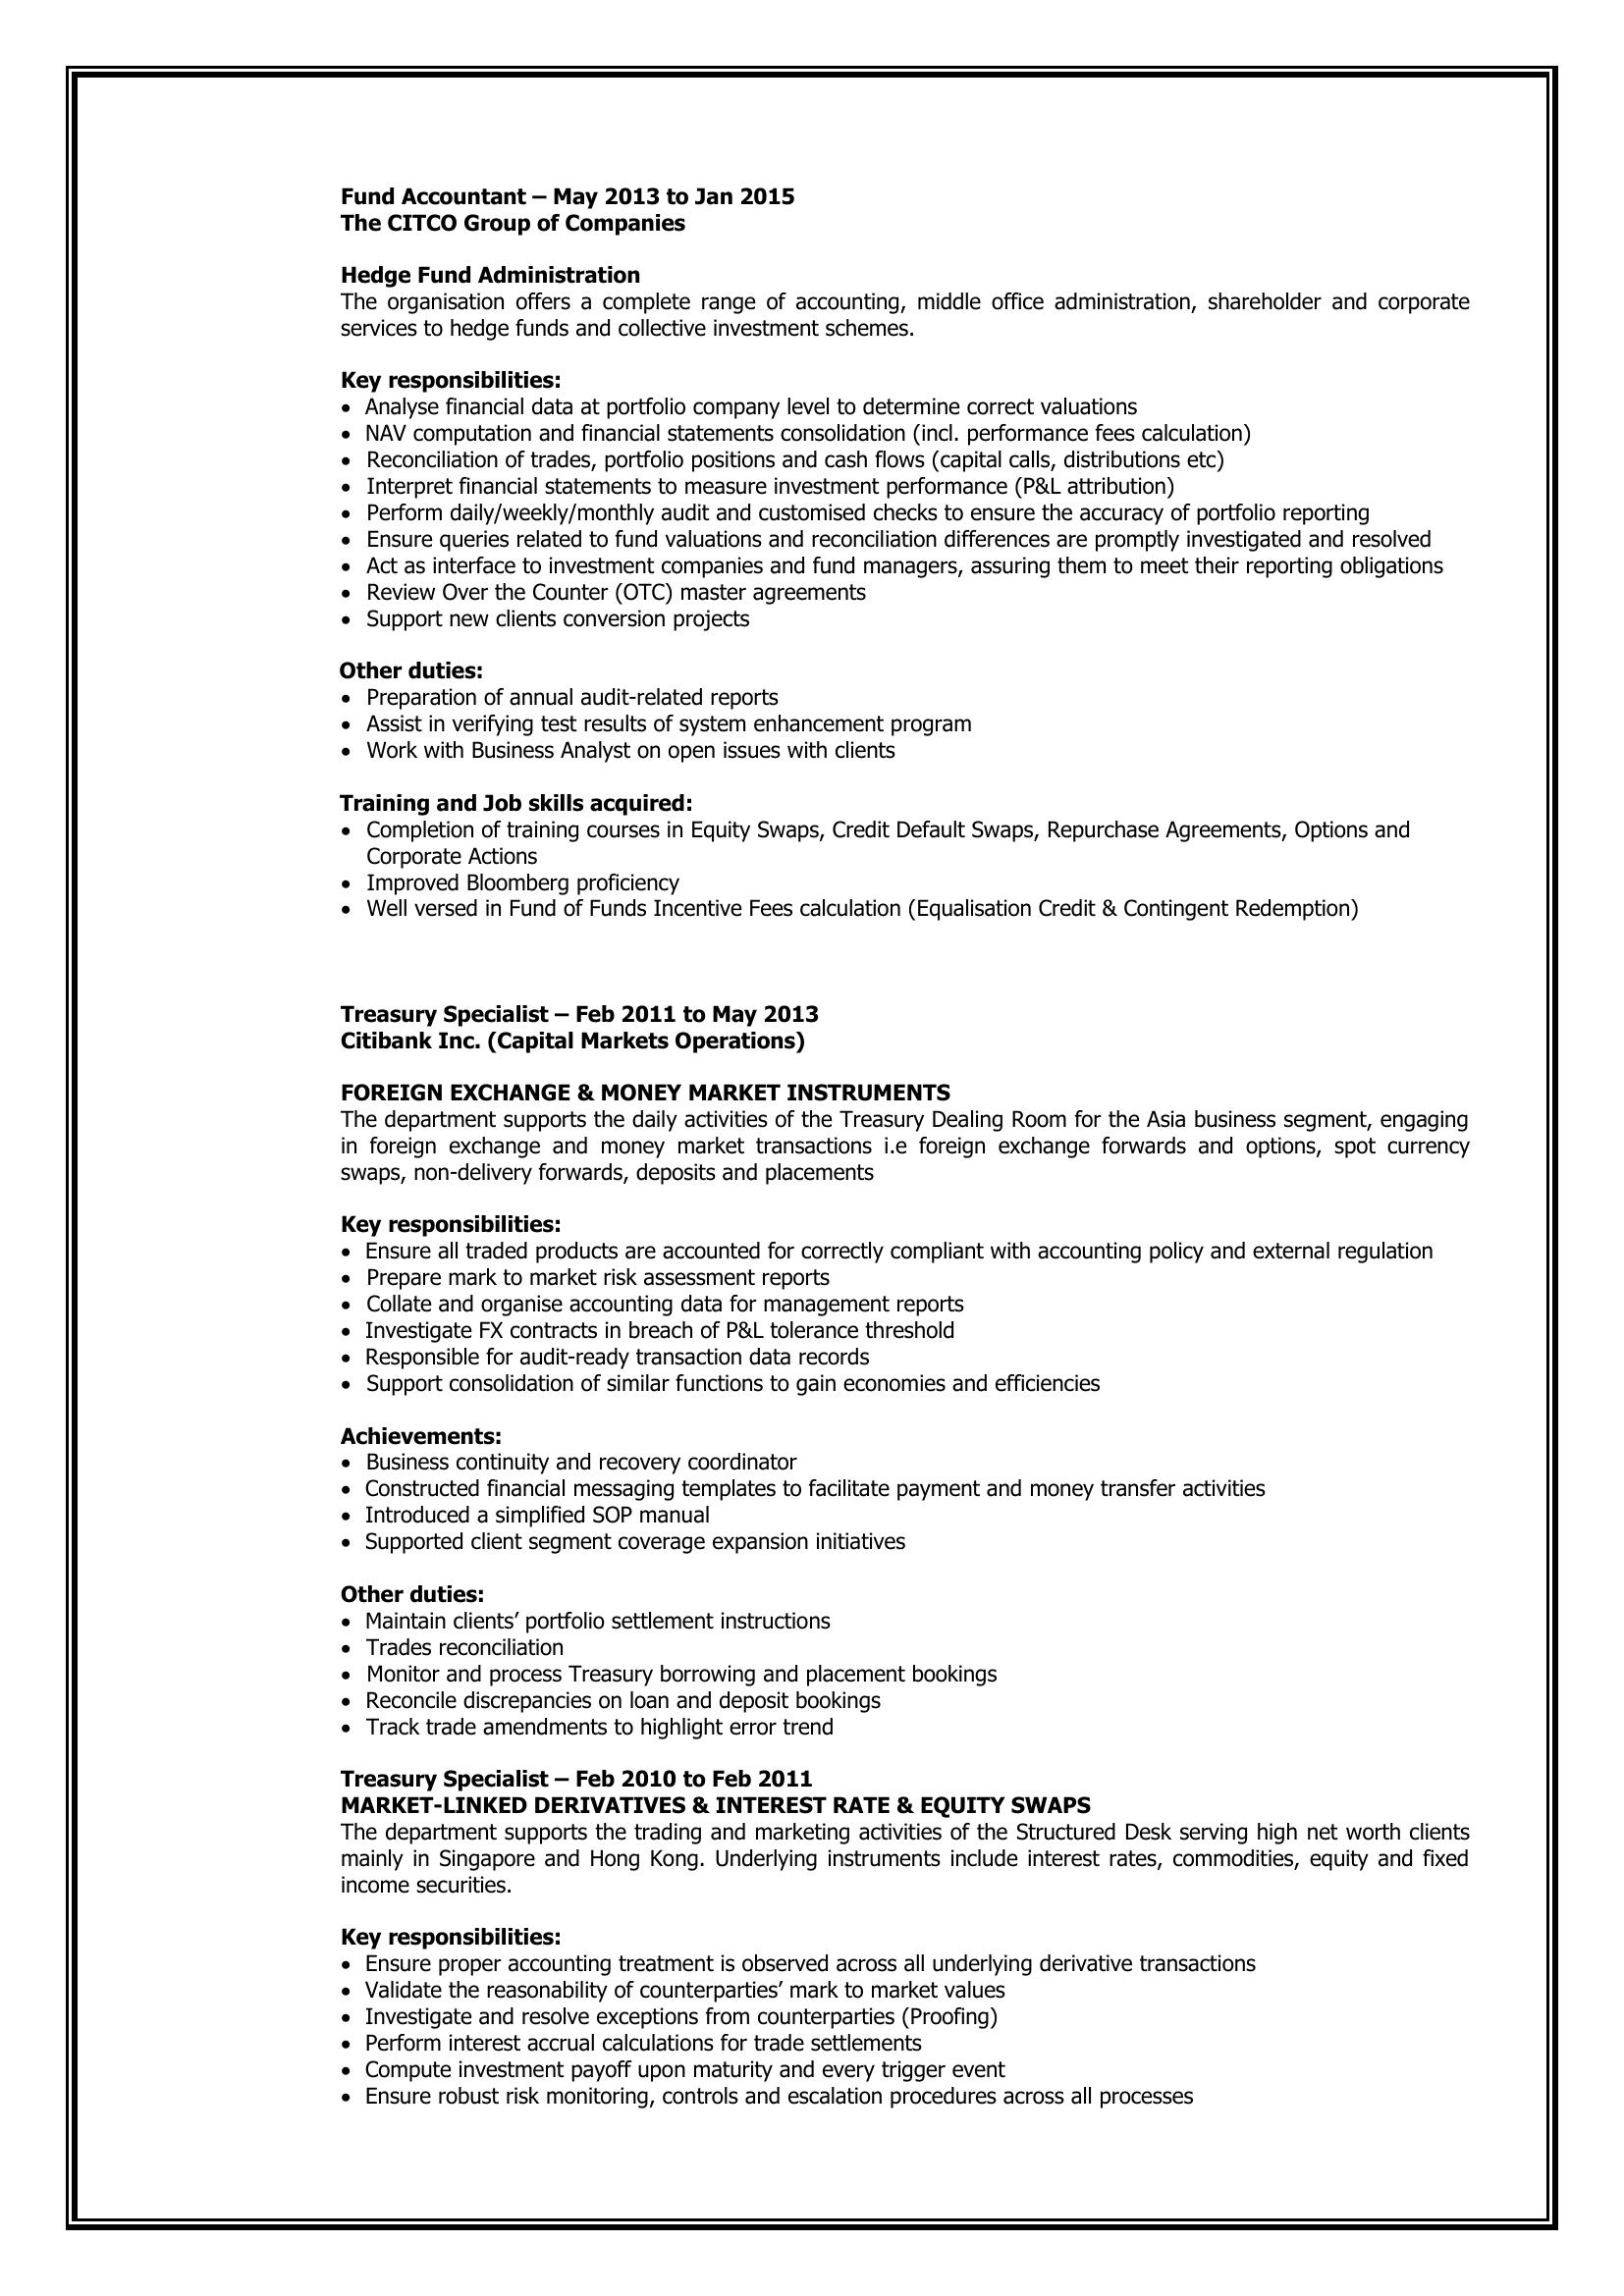 Fund Accountant – May 2013 to Jan 2015
The CITCO Group of Companies
Hedge Fund Administration
The organisation offers a complete range of accounting, middle office administration, shareholder and corporate
services to hedge funds and collective investment schemes.
Key responsibilities:
• Analyse financial data at portfolio company level to determine correct valuations
• NAV computation and financial statements consolidation (incl. performance fees calculation)
• Reconciliation of trades, portfolio positions and cash flows (capital calls, distributions etc)
• Interpret financial statements to measure investment performance (P&L attribution)
• Perform daily/weekly/monthly audit and customised checks to ensure the accuracy of portfolio reporting
• Ensure queries related to fund valuations and reconciliation differences are promptly investigated and resolved
• Act as interface to investment companies and fund managers, assuring them to meet their reporting obligations
• Review Over the Counter (OTC) master agreements
• Support new clients conversion projects
Other duties:
• Preparation of annual audit-related reports
• Assist in verifying test results of system enhancement program
• Work with Business Analyst on open issues with clients
Training and Job skills acquired:
• Completion of training courses in Equity Swaps, Credit Default Swaps, Repurchase Agreements, Options and
Corporate Actions
• Improved Bloomberg proficiency
• Well versed in Fund of Funds Incentive Fees calculation (Equalisation Credit & Contingent Redemption)
Treasury Specialist – Feb 2011 to May 2013
Citibank Inc. (Capital Markets Operations)
FOREIGN EXCHANGE & MONEY MARKET INSTRUMENTS
The department supports the daily activities of the Treasury Dealing Room for the Asia business segment, engaging
in foreign exchange and money market transactions i.e foreign exchange forwards and options, spot currency
swaps, non-delivery forwards, deposits and placements
Key responsibilities:
• Ensure all traded products are accounted for correctly compliant with accounting policy and external regulation
• Prepare mark to market risk assessment reports
• Collate and organise accounting data for management reports
• Investigate FX contracts in breach of P&L tolerance threshold
• Responsible for audit-ready transaction data records
• Support consolidation of similar functions to gain economies and efficiencies
Achievements:
• Business continuity and recovery coordinator
• Constructed financial messaging templates to facilitate payment and money transfer activities
• Introduced a simplified SOP manual
• Supported client segment coverage expansion initiatives
Other duties:
• Maintain clients’ portfolio settlement instructions
• Trades reconciliation
• Monitor and process Treasury borrowing and placement bookings
• Reconcile discrepancies on loan and deposit bookings
• Track trade amendments to highlight error trend
Treasury Specialist – Feb 2010 to Feb 2011
MARKET-LINKED DERIVATIVES & INTEREST RATE & EQUITY SWAPS
The department supports the trading and marketing activities of the Structured Desk serving high net worth clients
mainly in Singapore and Hong Kong. Underlying instruments include interest rates, commodities, equity and fixed
income securities.
Key responsibilities:
• Ensure proper accounting treatment is observed across all underlying derivative transactions
• Validate the reasonability of counterparties’ mark to market values
• Investigate and resolve exceptions from counterparties (Proofing)
• Perform interest accrual calculations for trade settlements
• Compute investment payoff upon maturity and every trigger event
• Ensure robust risk monitoring, controls and escalation procedures across all processes